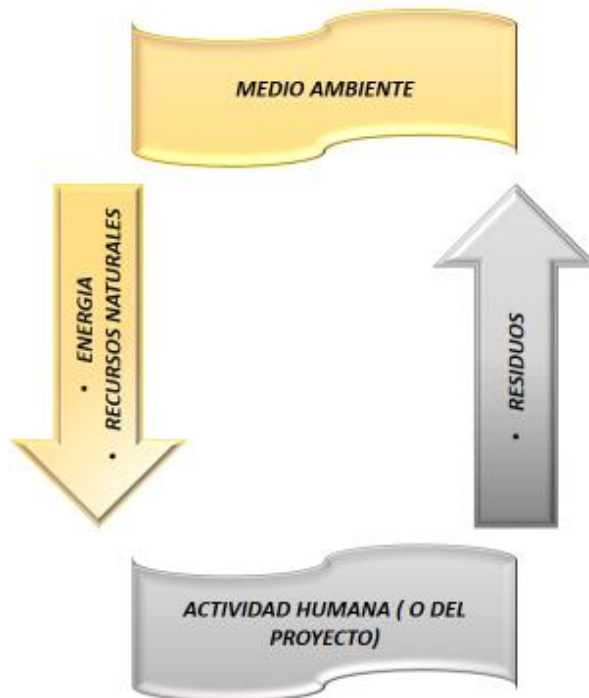 MEDIO AMBIENTE
• ENERGIA
• RECURSOS NATURALES
• RESIDUOS
ACTIVIDAD HUMANA ( O DEL
PROYECTO)